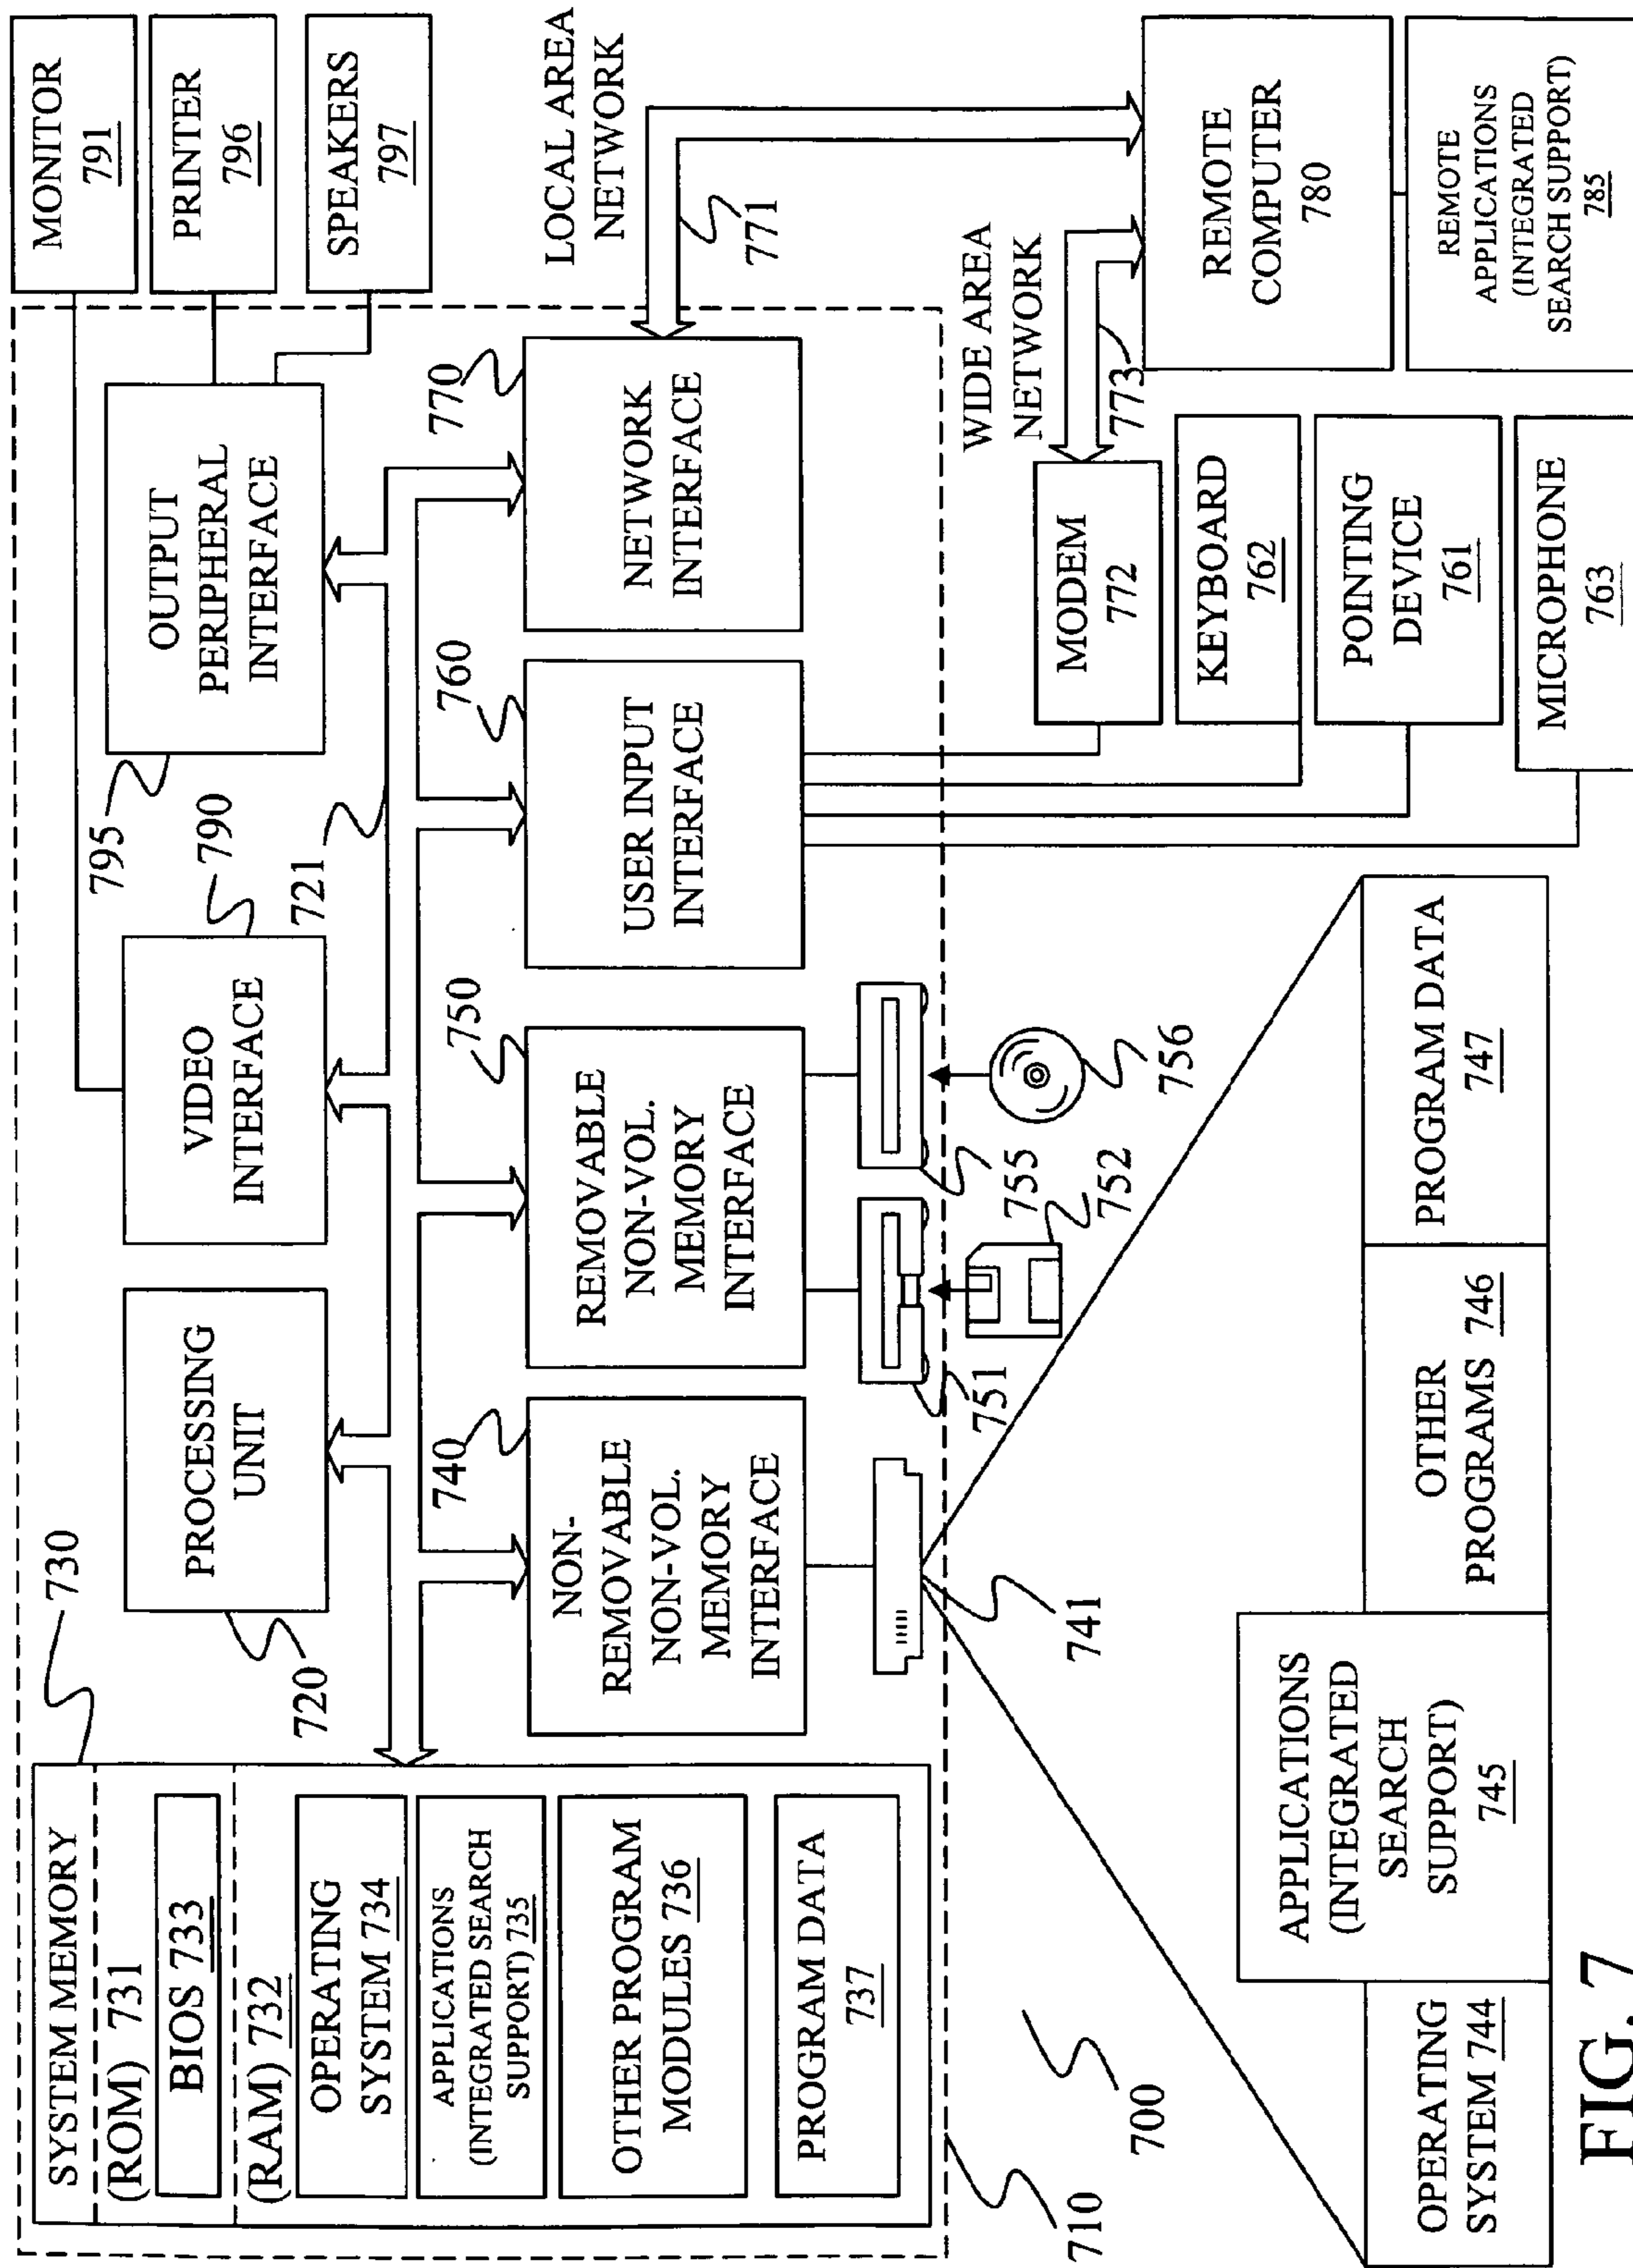 SYSTEM MEMORY
(ROM) 731
BIOS 733
(RAM) 732
OPERATING
SYSTEM 734
APPLICATIONS
(INTEGRATED SEARCH
SUPPORT) 735
OTHER PROGRAM
MODULES 736
PROGRAM DATA
737
730
PROCESSING
UNIT
720
VIDEO
INTERFACE
790
721
OUTPUT
PERIPHERAL
INTERFACE
795
MONITOR
791
PRINTER
796
SPEAKERS
797
740
NON-
REMOVABLE
NON-VOL.
MEMORY
INTERFACE
750
REMOVABLE
NON-VOL.
MEMORY
INTERFACE
760
USER INPUT
INTERFACE
770
NETWORK
INTERFACE
LOCAL AREA
NETWORK
771
741
751
752
755
756
WIDE AREA
NETWORK
773
MODEM
772
KEYBOARD
762
POINTING
DEVICE
761
MICROPHONE
763
REMOTE
COMPUTER
780
REMOTE
APPLICATIONS
(INTEGRATED
SEARCH SUPPORT)
785
710
700
OPERATING
SYSTEM 744
APPLICATIONS
(INTEGRATED
SEARCH
SUPPORT)
745
OTHER
PROGRAMS 746
PROGRAM DATA
747
FIG. 7